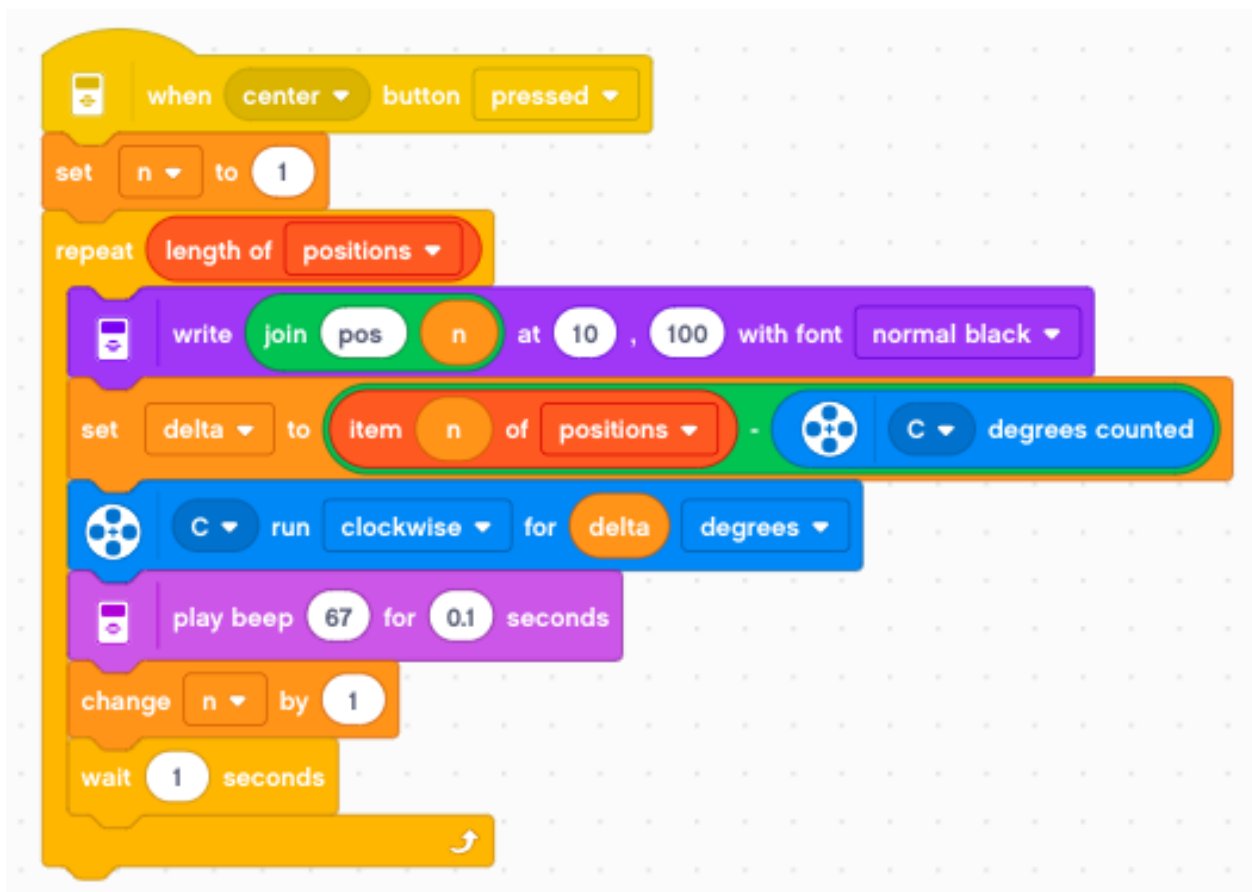 when center button pressed
set n to 1
repeat length of positions
write join pos n at 10 , 100 with font normal black
set delta to item n of positions - C degrees counted
C run clockwise for delta degrees
play beep 67 for 0.1 seconds
change n by 1
wait 1 seconds